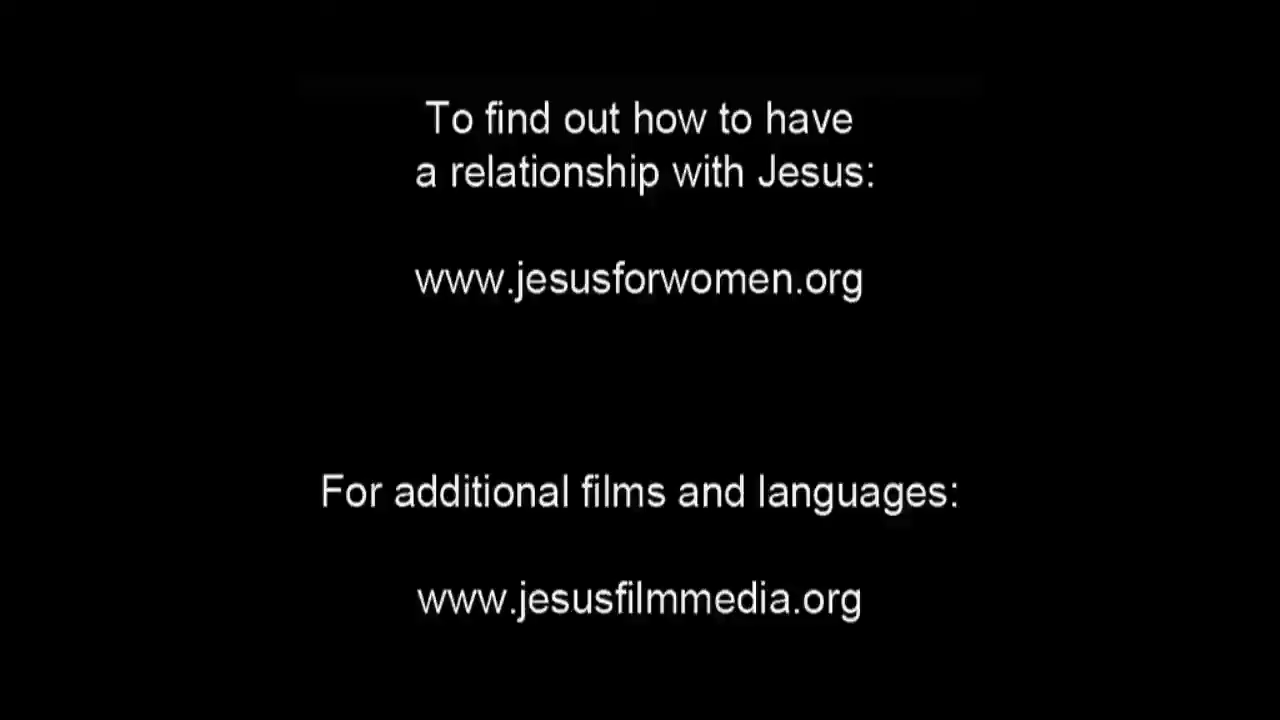 To find out how to have
a relationship with Jesus:
www.jesusforwomen.org
For additional films and languages:
www.jesusfilmmedia.org